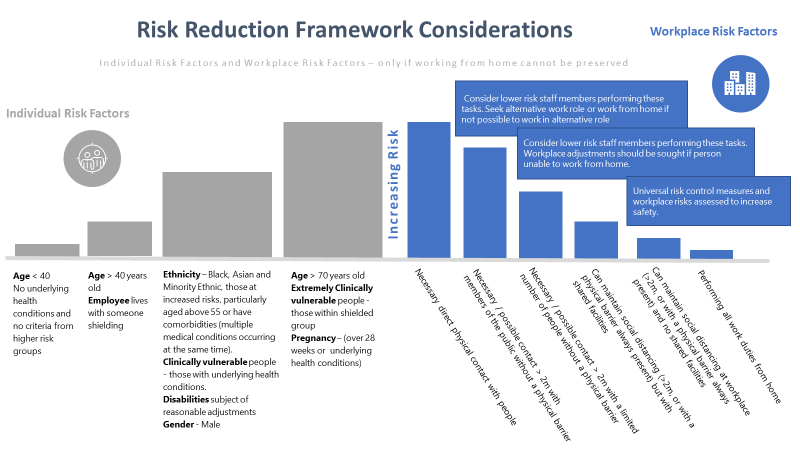 Risk Reduction Framework Considerations
Workplace Risk Factors
Individual Risk Factors and Workplace Risk Factors – only if working from home cannot be preserved
Individual Risk Factors
Consider lower risk staff members performing these
tasks. Seek alternative work role or work from home if
not possible to work in alternative role
Consider lower risk staff members performing these tasks.
Workplace adjustments should be sought if person
unable to work from home.
Universal risk control measures and
workplace risks assessed to increase
safety.
Increasing Risk
Age < 40
No underlying
health
conditions and
no criteria from
higher risk
groups
Age > 40 years
old
Employee lives
with someone
shielding
Ethnicity – Black, Asian and
Minority Ethnic, those at
increased risks, particularly
aged above 55 or have
comorbidities (multiple
medical conditions occurring
at the same time).
Clinically vulnerable people
- those with underlying health
conditions.
Disabilities subject of
reasonable adjustments
Gender - Male
Age > 70 years old
Extremely Clinically
vulnerable people -
those within shielded
group
Pregnancy – (over 28
weeks or underlying
health conditions)
Necessary direct physical contact with people
Necessary / possible contact > 2m with
members of the public without a physical barrier
Necessary / possible contact > 2m with a limited
number of people without a physical barrier
Can maintain social distancing (>2m, or with a
physical barrier always present) but with
shared facilities
Can maintain social distancing at workplace
(>2m, or with a physical barrier always
present) and no shared facilities
Performing all work duties from home